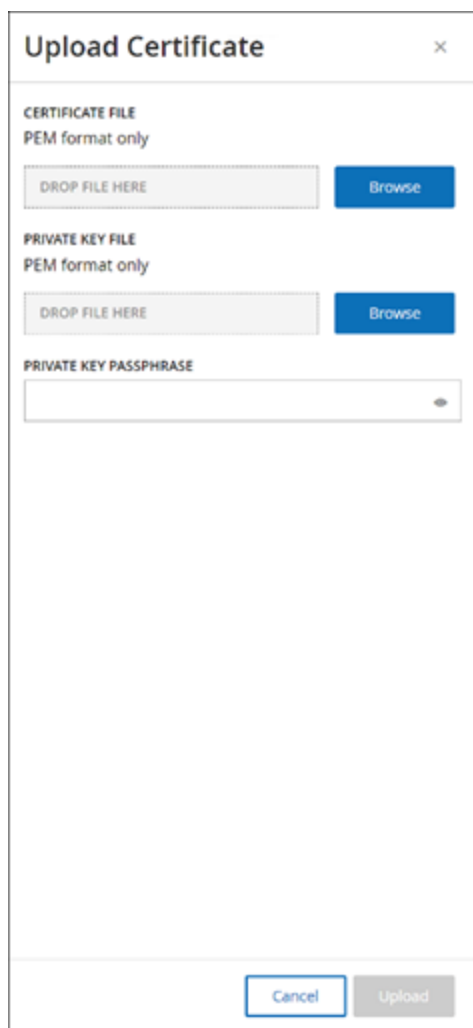 Upload Certificate
CERTIFICATE FILE
PEM format only
DROP FILE HERE
Browse
PRIVATE KEY FILE
PEM format only
DROP FILE HERE
Browse
PRIVATE KEY PASSPHRASE
Cancel
Upload